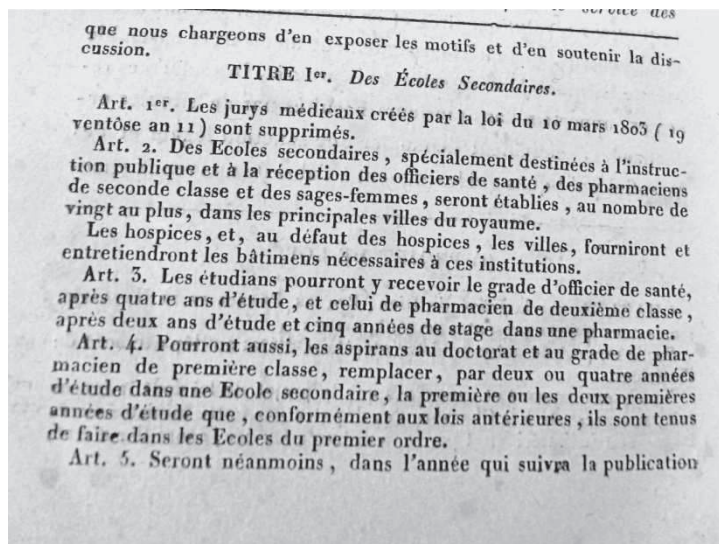 service des
que nous chargeons d'en exposer les motifs et d'en soutenir la dis-
cussion.
TITRE Ier. Des Écoles Secondaires.
Art. 1er. Les jurys médicaux créés par la loi du 10 mars 1803 ( 19
ventôse an 11 ) sont supprimés.
Art. 2. Des Ecoles secondaires , spécialement destinées à l'instruc-
tion publique et à la réception des officiers de santé , des pharmaciens
de seconde classe et des sages-femmes , seront établies , au nombre de
vingt au plus , dans les principales villes du royaume.
Les hospices , et , au défaut des hospices , les villes , fourniront et
entretiendront les bâtimens nécessaires à ces institutions.
Art. 3. Les étudians pourront y recevoir le grade d'officier de santé,
après quatre ans d'étude , et celui de pharmacien de deuxième classe ,
après deux ans d'étude et cinq années de stage dans une pharmacie.
Art. 4. Pourront aussi, les aspirans au doctorat et au grade de phar-
macien de première classe, remplacer , par deux ou quatre années
d'étude dans une Ecole secondaire , la première ou les deux premières
années d'étude que , conformément aux lois antérieures , ils sont tenus
de faire dans les Ecoles du premier ordre.
Art. 5. Seront néanmoins , dans l'année qui suivra la publication